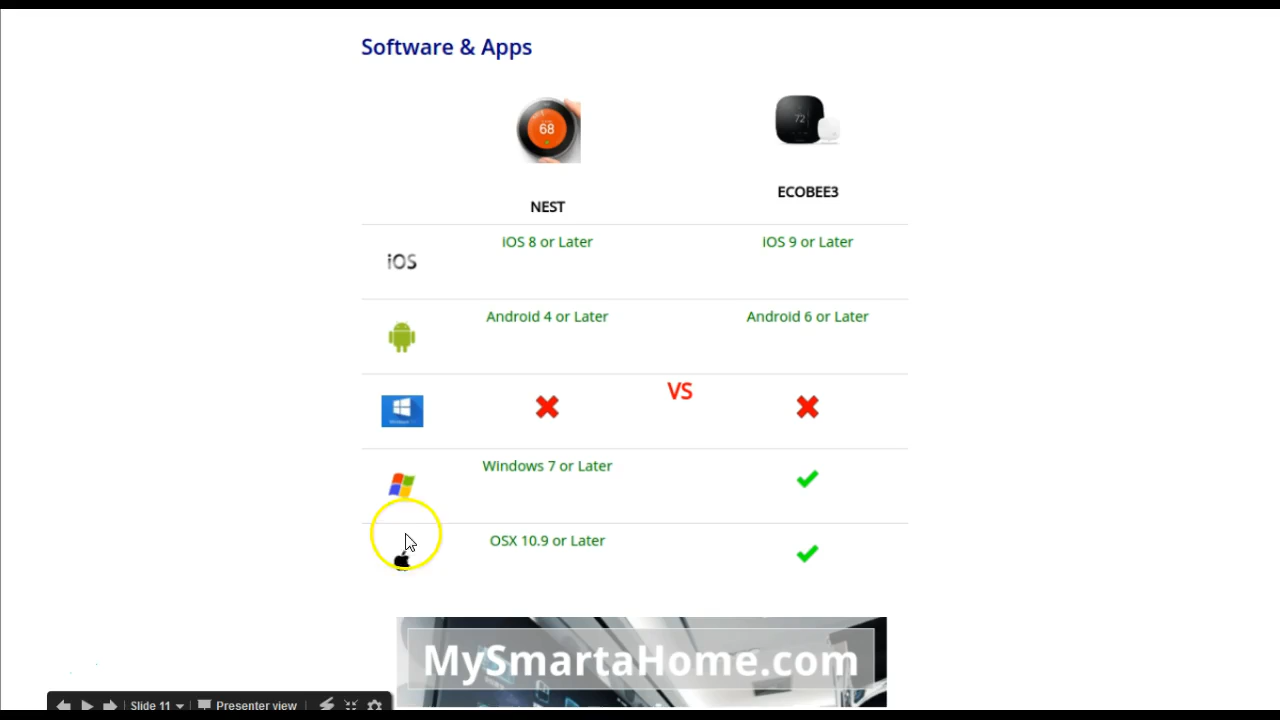 Software & Apps
68
72
NEST
ECOBEE3
iOS
iOS 8 or Later
iOS 9 or Later
Android 4 or Later
Android 6 or Later
VS
Windows 7 or Later
OSX 10.9 or Later
MySmartaHome.com
Slide 11
Presenter view